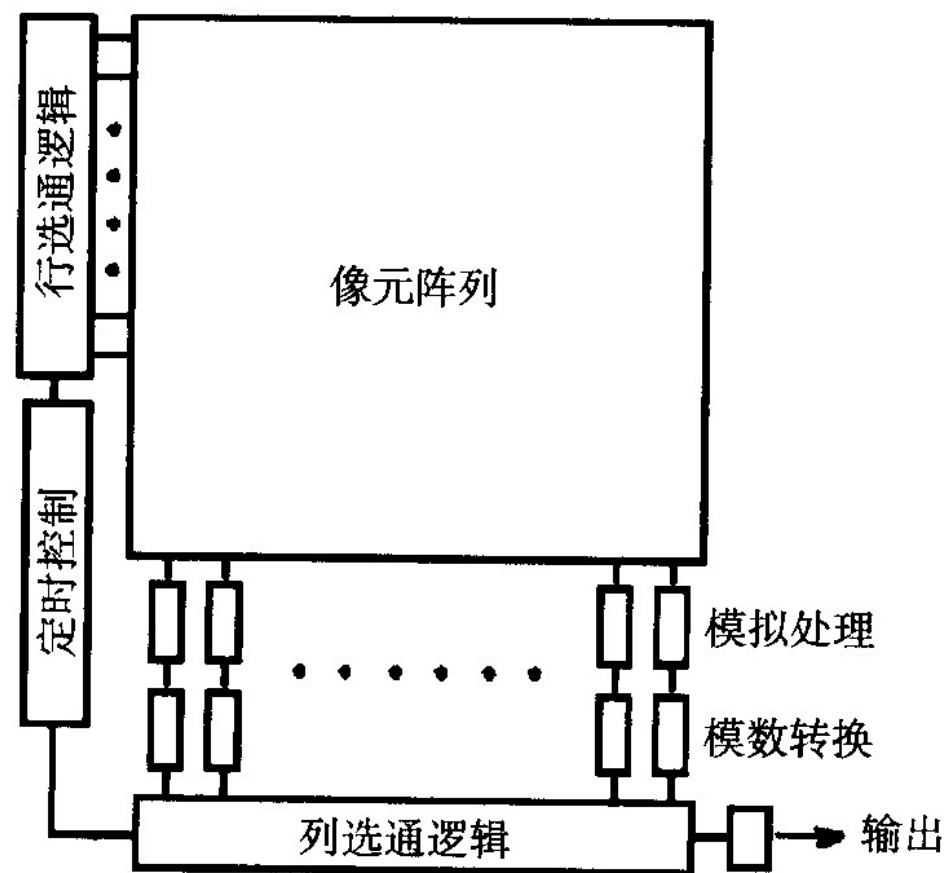 行选通逻辑
像元阵列
定时控制
模拟处理
模数转换
列选通逻辑
输出